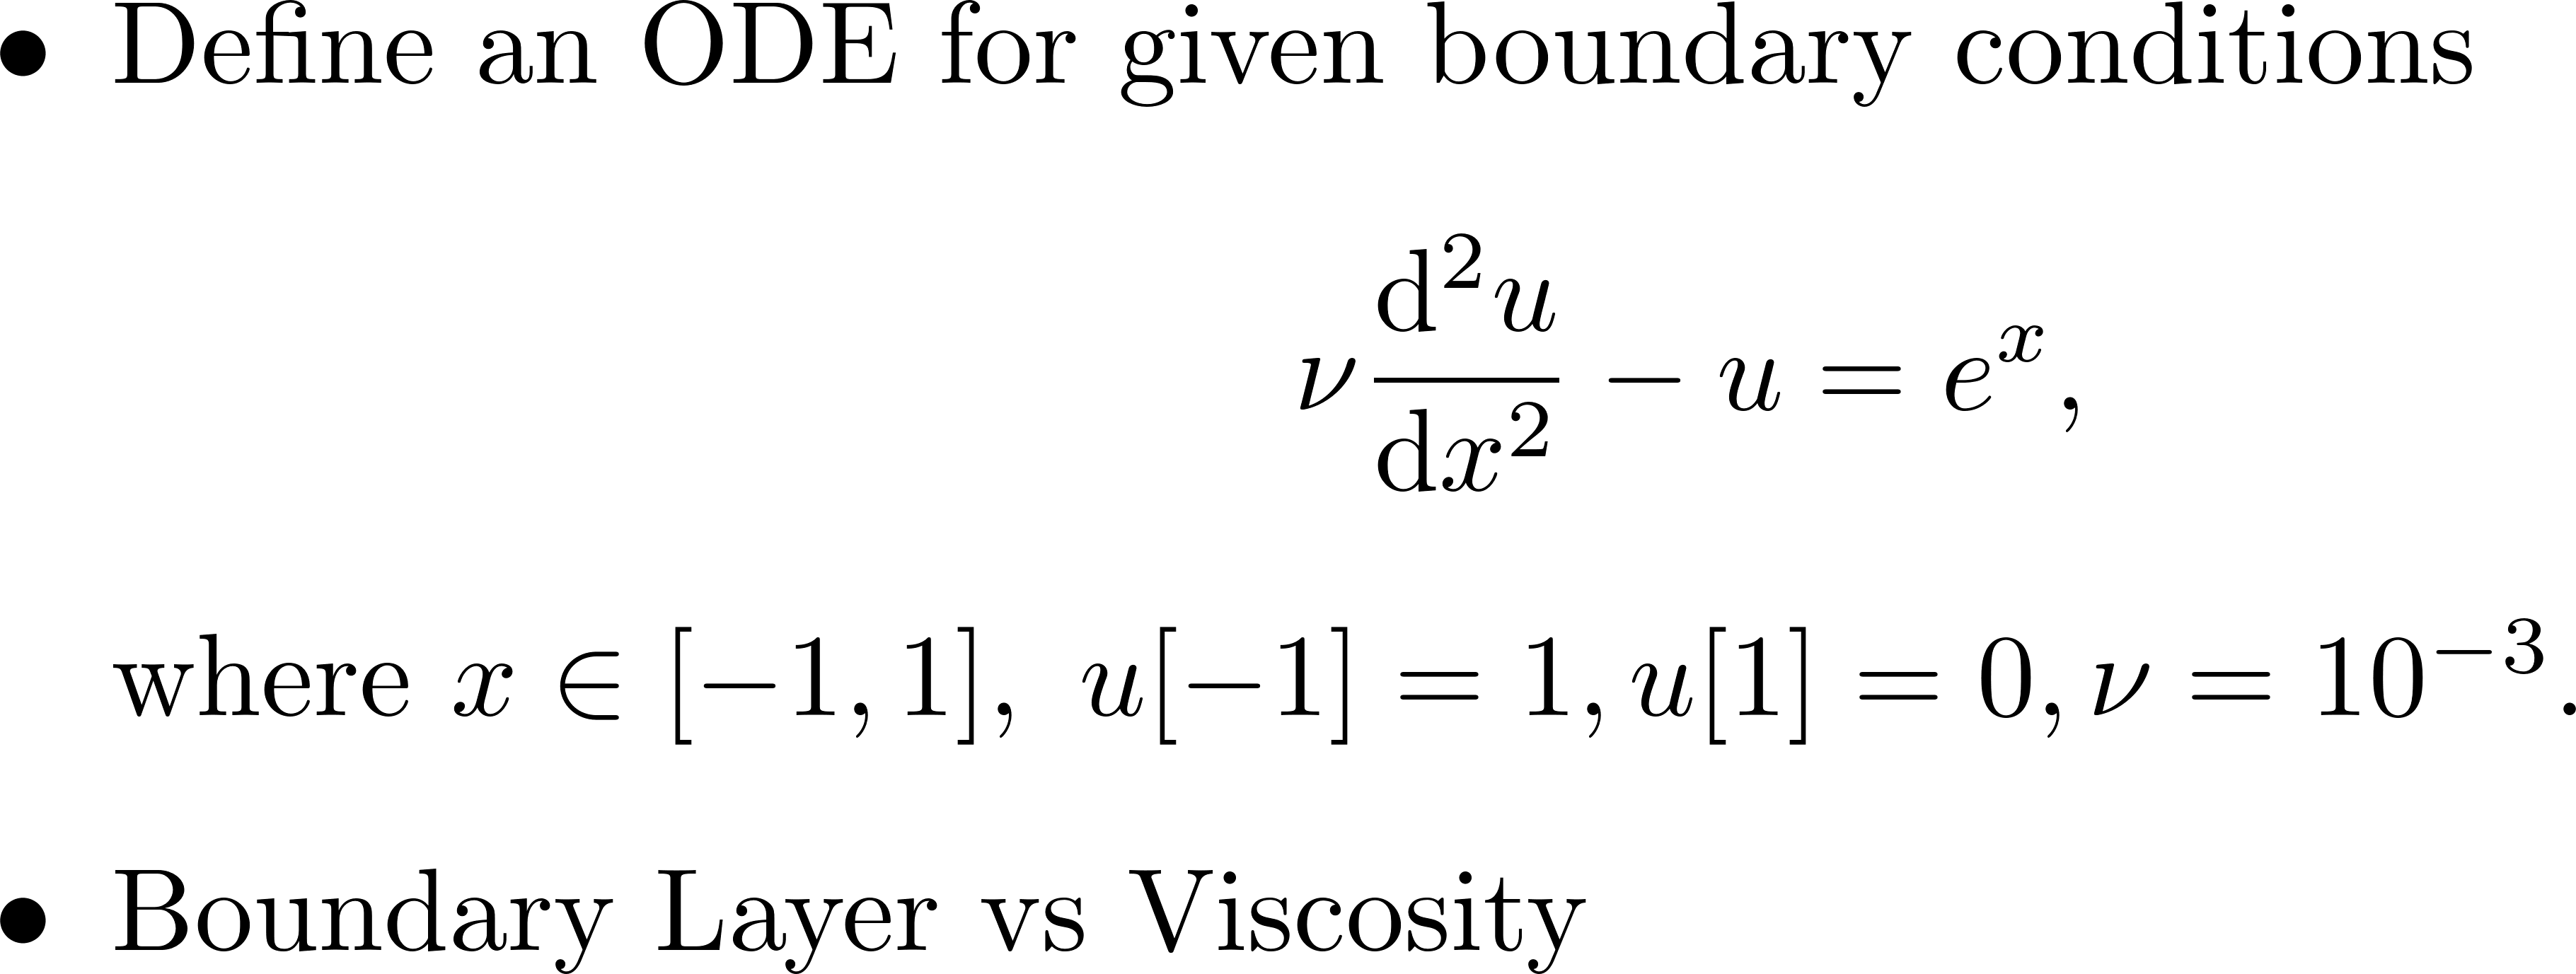 • Define an ODE for given boundary conditions
ν d²u/dx² − u = eˣ,
where x ∈ [−1, 1], u[−1] = 1, u[1] = 0, ν = 10⁻³.
• Boundary Layer vs Viscosity